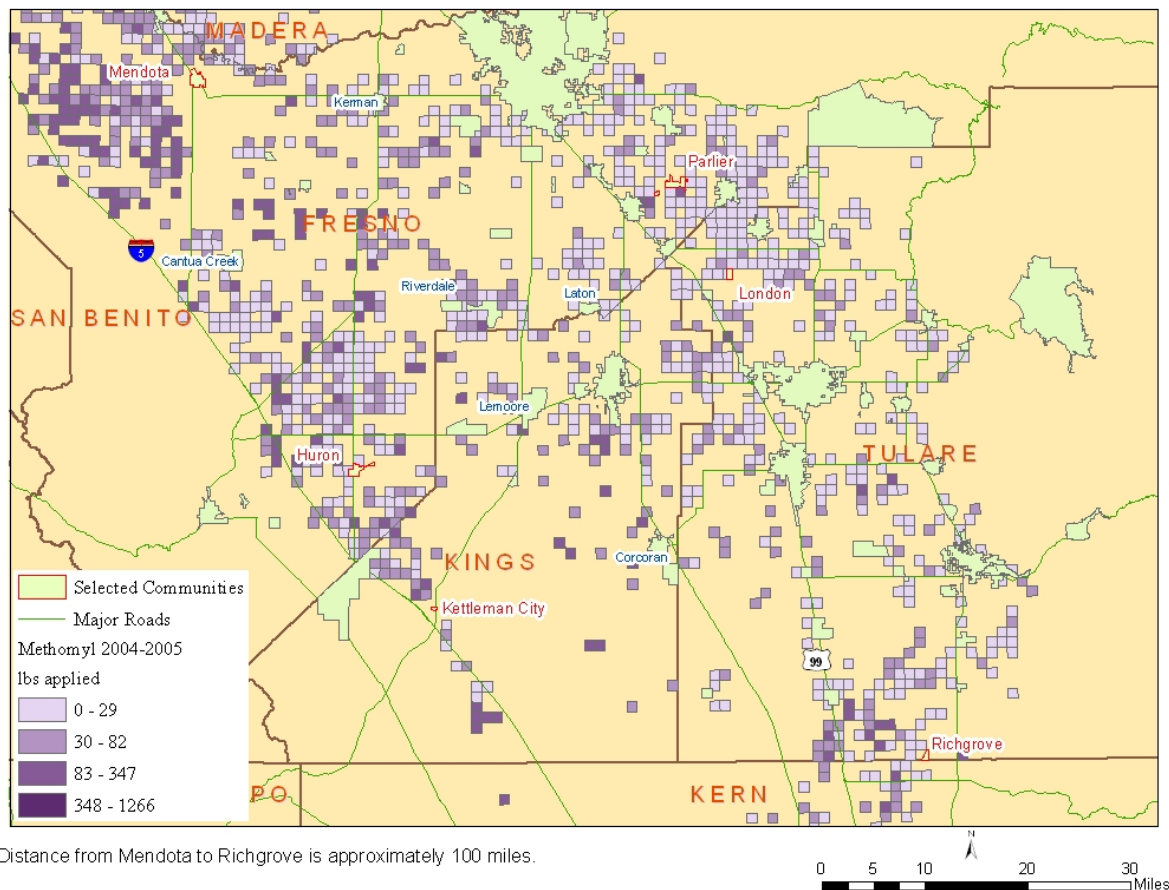 MADERA
Mendota
Kerman
Parlier
FRESNO
5
Cantua Creek
Riverdale
Laton
London
SAN BENITO
Lemoore
TULARE
Huron
KINGS
Corcoran
Kettleman City
99
Richgrove
PO
KERN
Selected Communities
Major Roads
Methomyl 2004-2005
lbs applied
0 - 29
30 - 82
83 - 347
348 - 1266
Distance from Mendota to Richgrove is approximately 100 miles.
N
0 5 10 20 30
Miles